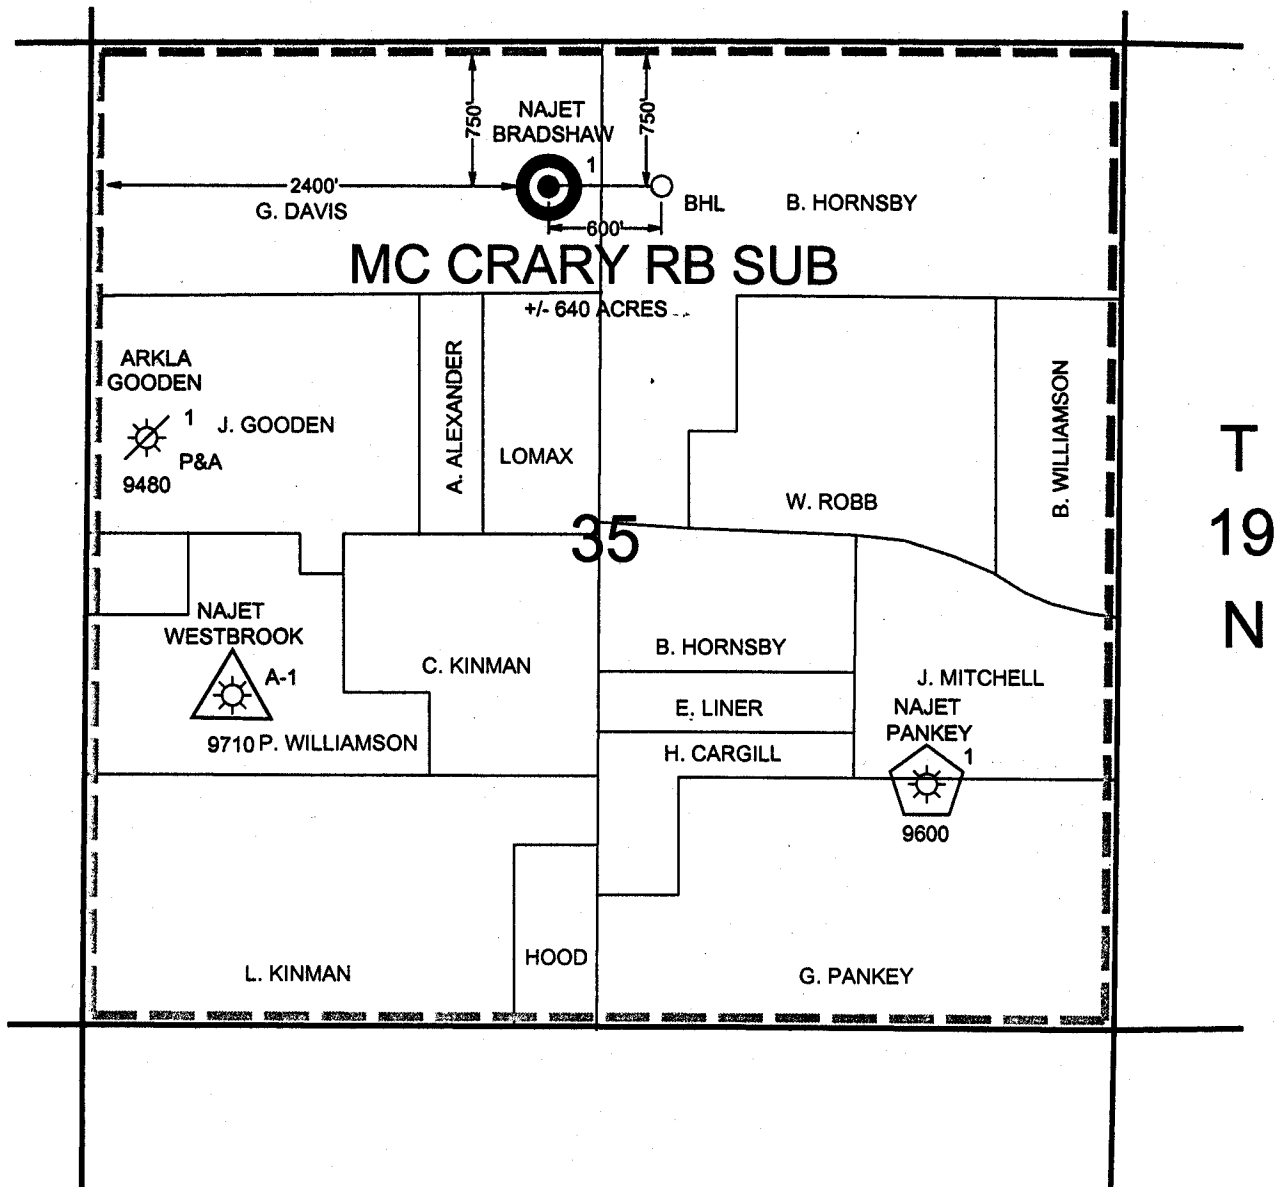 750'
NAJET
BRADSHAW
1
750'
2400'
G. DAVIS
BHL
B. HORNSBY
600'
MC CRARY RB SUB
+/- 640 ACRES
ARKLA
GOODEN
1
J. GOODEN
P&A
9480
A. ALEXANDER
LOMAX
W. ROBB
B. WILLIAMSON
T
19
N
35
NAJET
WESTBROOK
A-1
9710 P. WILLIAMSON
C. KINMAN
B. HORNSBY
E. LINER
H. CARGILL
J. MITCHELL
NAJET
PANKEY
1
9600
L. KINMAN
HOOD
G. PANKEY